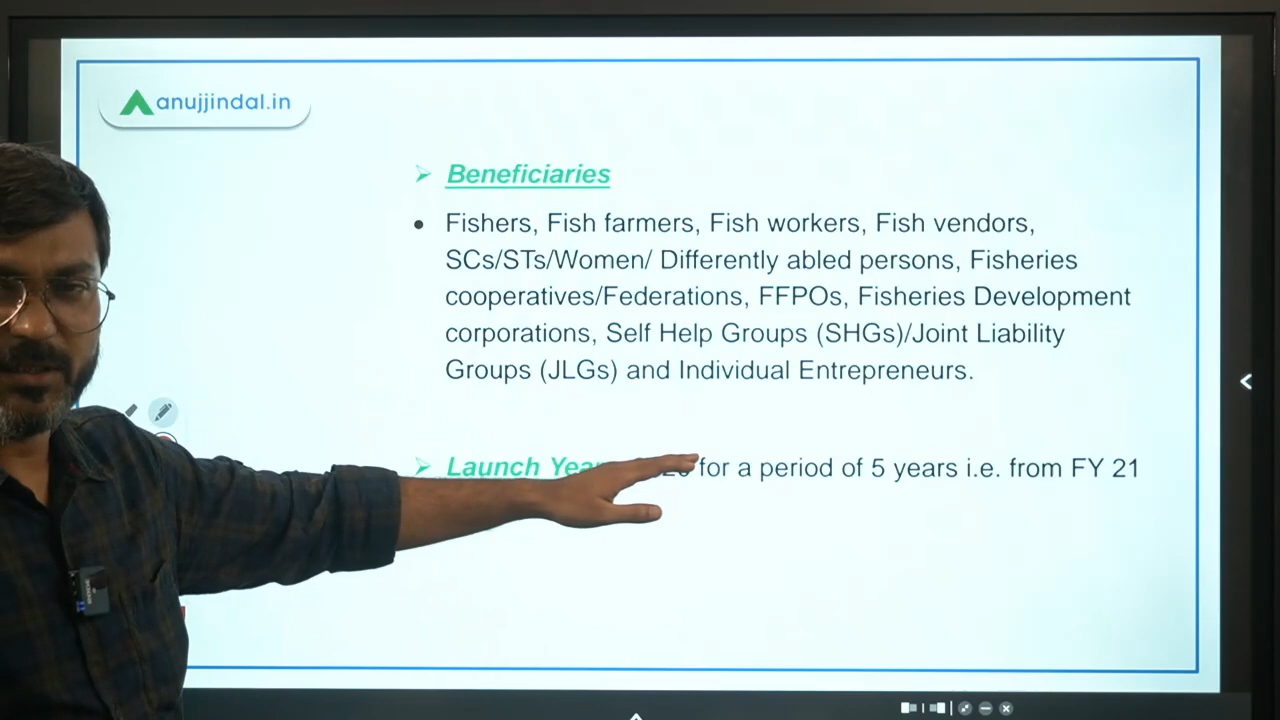 anujjindal.in
➢ Beneficiaries
• Fishers, Fish farmers, Fish workers, Fish vendors,
SCs/STs/Women/ Differently abled persons, Fisheries
cooperatives/Federations, FFPOs, Fisheries Development
corporations, Self Help Groups (SHGs)/Joint Liability
Groups (JLGs) and Individual Entrepreneurs.
➢ Launch for a period of 5 years i.e. from FY 21